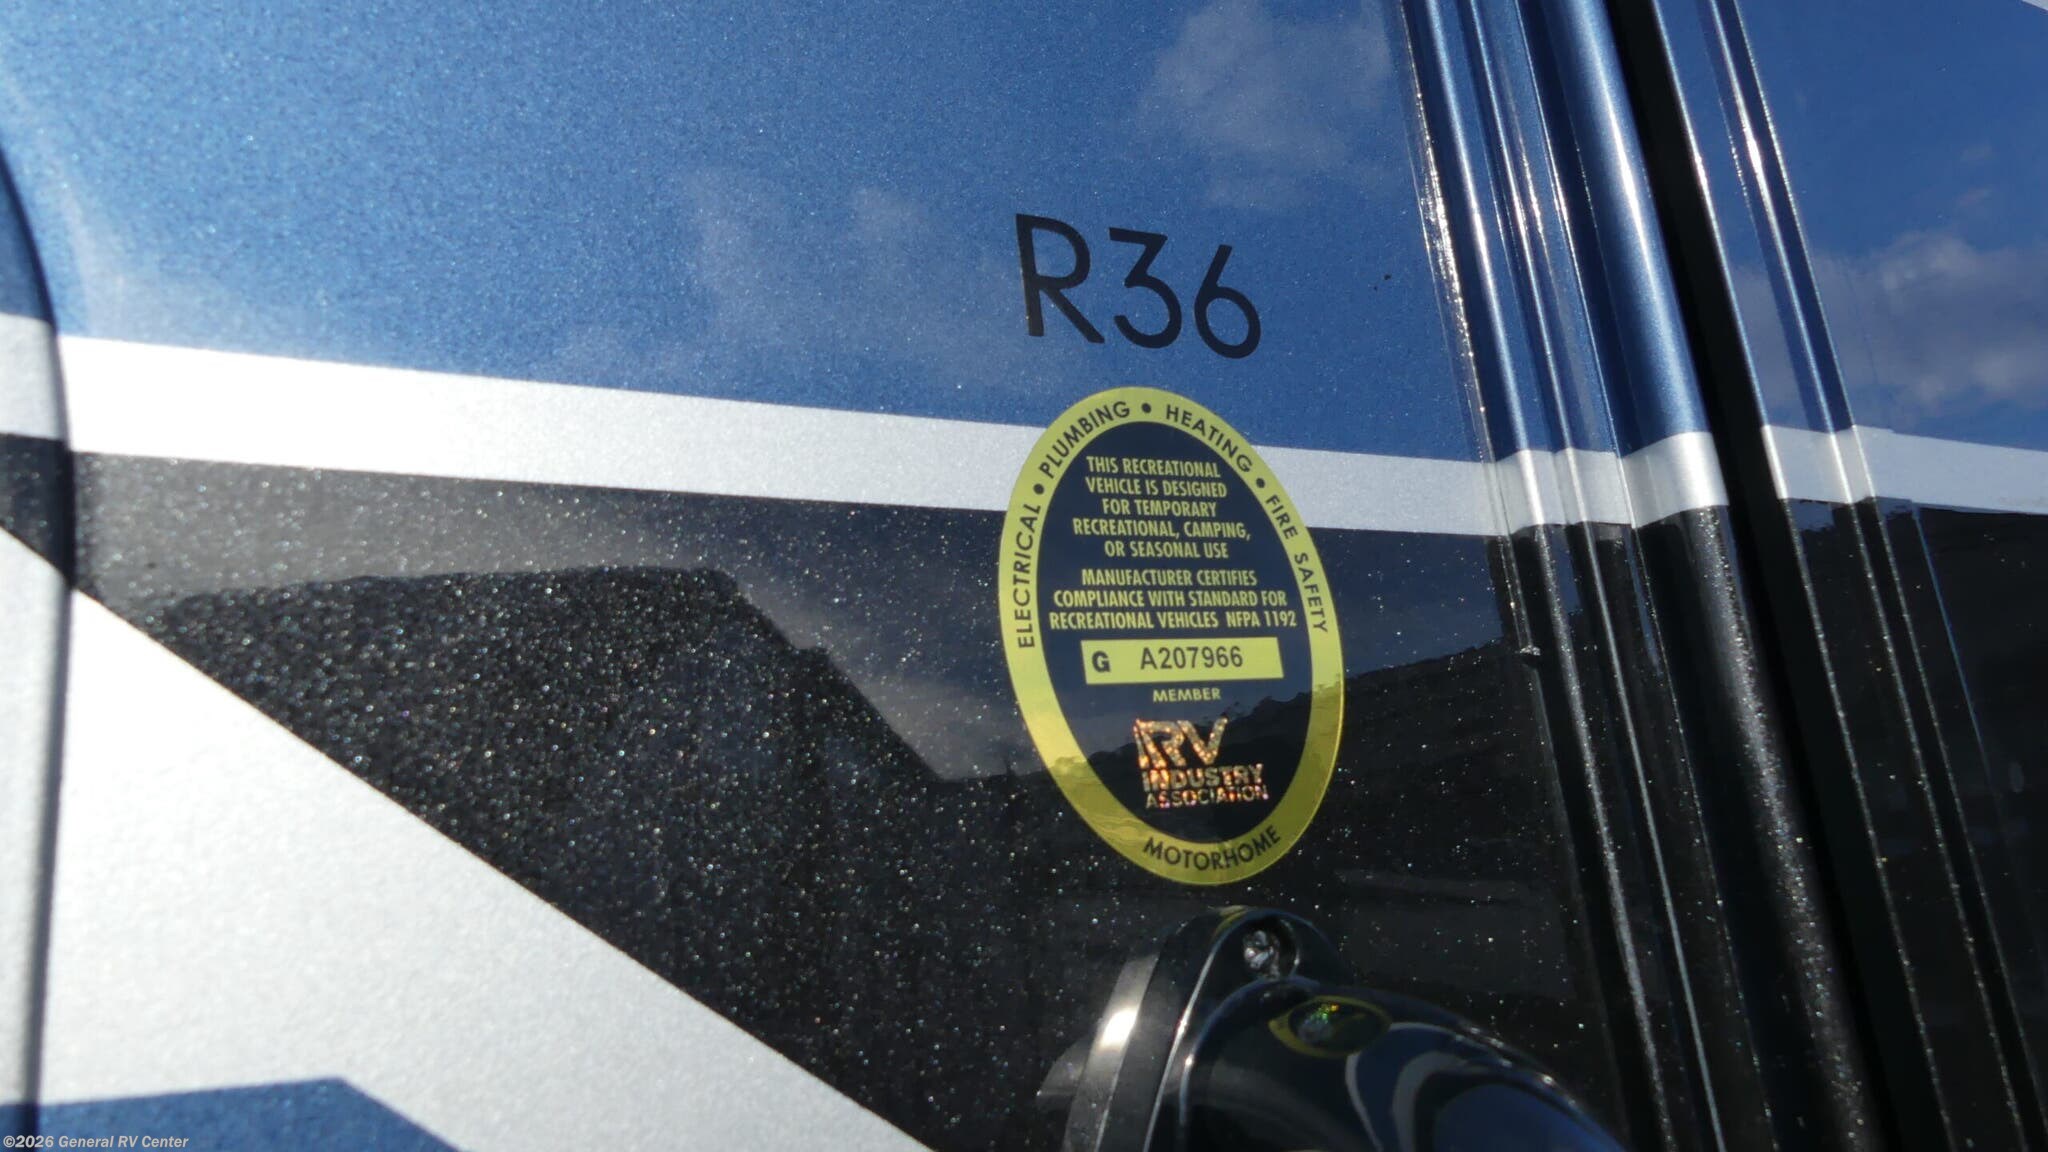 R36
ELECTRICAL • PLUMBING • HEATING • FIRE SAFETY
THIS RECREATIONAL
VEHICLE IS DESIGNED
FOR TEMPORARY
RECREATIONAL, CAMPING,
OR SEASONAL USE
MANUFACTURER CERTIFIES
COMPLIANCE WITH STANDARD FOR
RECREATIONAL VEHICLES NFPA 1192
G A207966
MEMBER
RV
INDUSTRY
ASSOCIATION
MOTORHOME
©2026 General RV Center